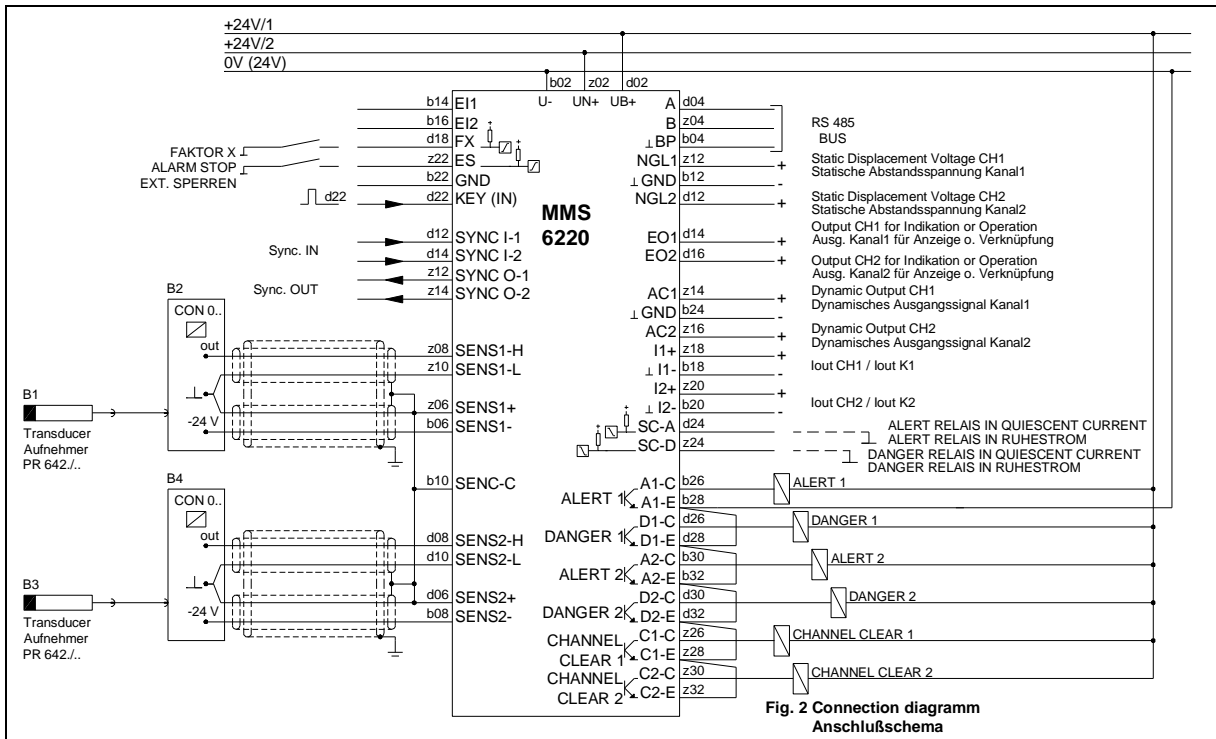 +24V/1
+24V/2
0V (24V)
b02 z02 d02
U- UN+ UB+
b14 EI1
b16 EI2
d18 FX
FAKTOR X
z22 ES
ALARM STOP
EXT. SPERREN
b22 GND
d22 d22 KEY (IN)
MMS
6220
d12 SYNC I-1
Sync. IN
d14 SYNC I-2
z12 SYNC O-1
Sync. OUT
z14 SYNC O-2
B2
CON 0..
out
z08 SENS1-H
z10 SENS1-L
B1
-24 V
z06 SENS1+
b06 SENS1-
Transducer
Aufnehmer
PR 642./..
b10 SENC-C
B4
CON 0..
out
d08 SENS2-H
d10 SENS2-L
B3
-24 V
d06 SENS2+
b08 SENS2-
Transducer
Aufnehmer
PR 642./..
A d04
B z04
⊥BP b04
RS 485
BUS
NGL1 z12 +
Static Displacement Voltage CH1
Statische Abstandsspannung Kanal1
⊥GND b12 -
NGL2 d12 +
Static Displacement Voltage CH2
Statische Abstandsspannung Kanal2
EO1 d14 +
Output CH1 for Indikation or Operation
Ausg. Kanal1 für Anzeige o. Verknüpfung
EO2 d16 +
Output CH2 for Indikation or Operation
Ausg. Kanal2 für Anzeige o. Verknüpfung
AC1 z14 +
Dynamic Output CH1
Dynamisches Ausgangssignal Kanal1
⊥GND b24 -
AC2 z16 +
Dynamic Output CH2
Dynamisches Ausgangssignal Kanal2
I1+ z18 +
⊥ I1- b18 -
Iout CH1 / Iout K1
I2+ z20 +
⊥ I2- b20 -
Iout CH2 / Iout K2
SC-A d24
ALERT RELAIS IN QUIESCENT CURRENT
ALERT RELAIS IN RUHESTROM
SC-D z24
DANGER RELAIS IN QUIESCENT CURRENT
DANGER RELAIS IN RUHESTROM
ALERT 1 A1-C b26 ALERT 1
A1-E b28
DANGER 1 D1-C d26 DANGER 1
D1-E d28
ALERT 2 A2-C b30 ALERT 2
A2-E b32
DANGER 2 D2-C d30 DANGER 2
D2-E d32
CHANNEL C1-C z26 CHANNEL CLEAR 1
CLEAR 1 C1-E z28
CHANNEL C2-C z30 CHANNEL CLEAR 2
CLEAR 2 C2-E z32
Fig. 2 Connection diagramm
Anschlußschema